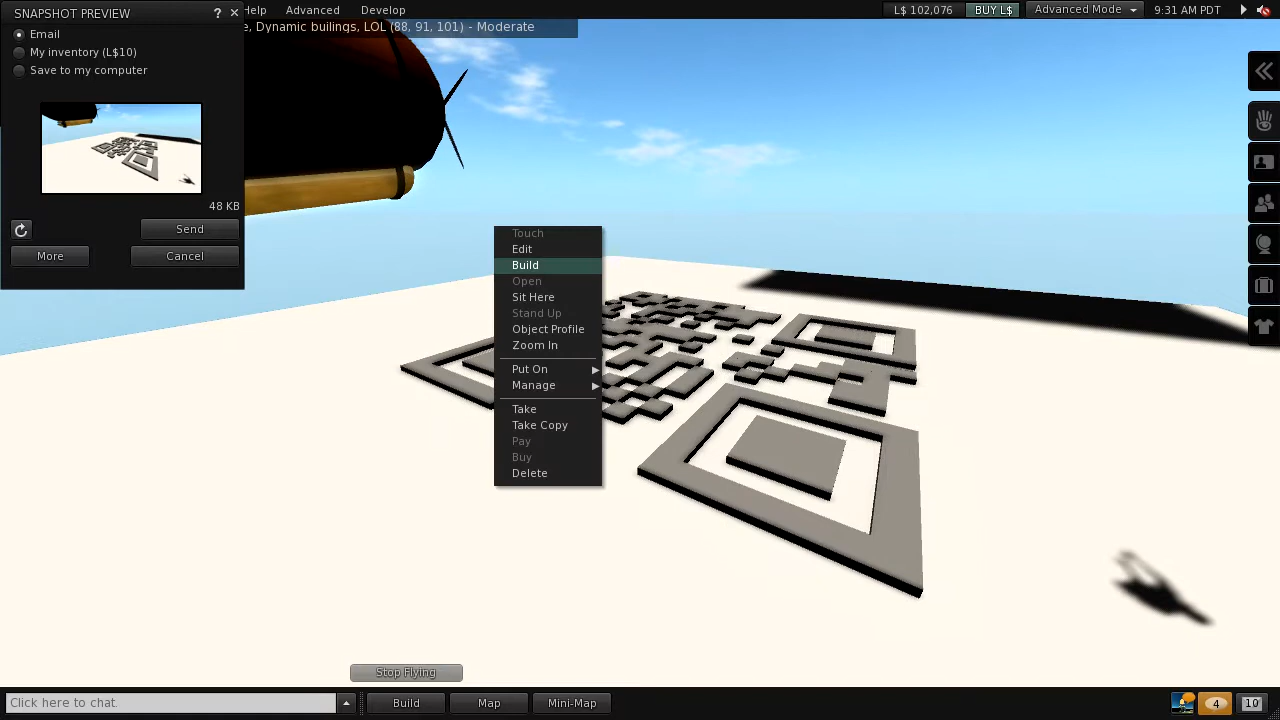 SNAPSHOT PREVIEW ?
Help Advanced Develop
L$ 102,076 BUY L$ Advanced Mode 9:31 AM PDT
e, Dynamic builings, LOL (88, 91, 101) - Moderate
Email
My inventory (L$10)
Save to my computer
48 KB
Send
More Cancel
Touch
Edit
Build
Open
Sit Here
Stand Up
Object Profile
Zoom In
Put On
Manage
Take
Take Copy
Pay
Buy
Delete
Stop Flying
Click here to chat. Build Map Mini-Map 4 10